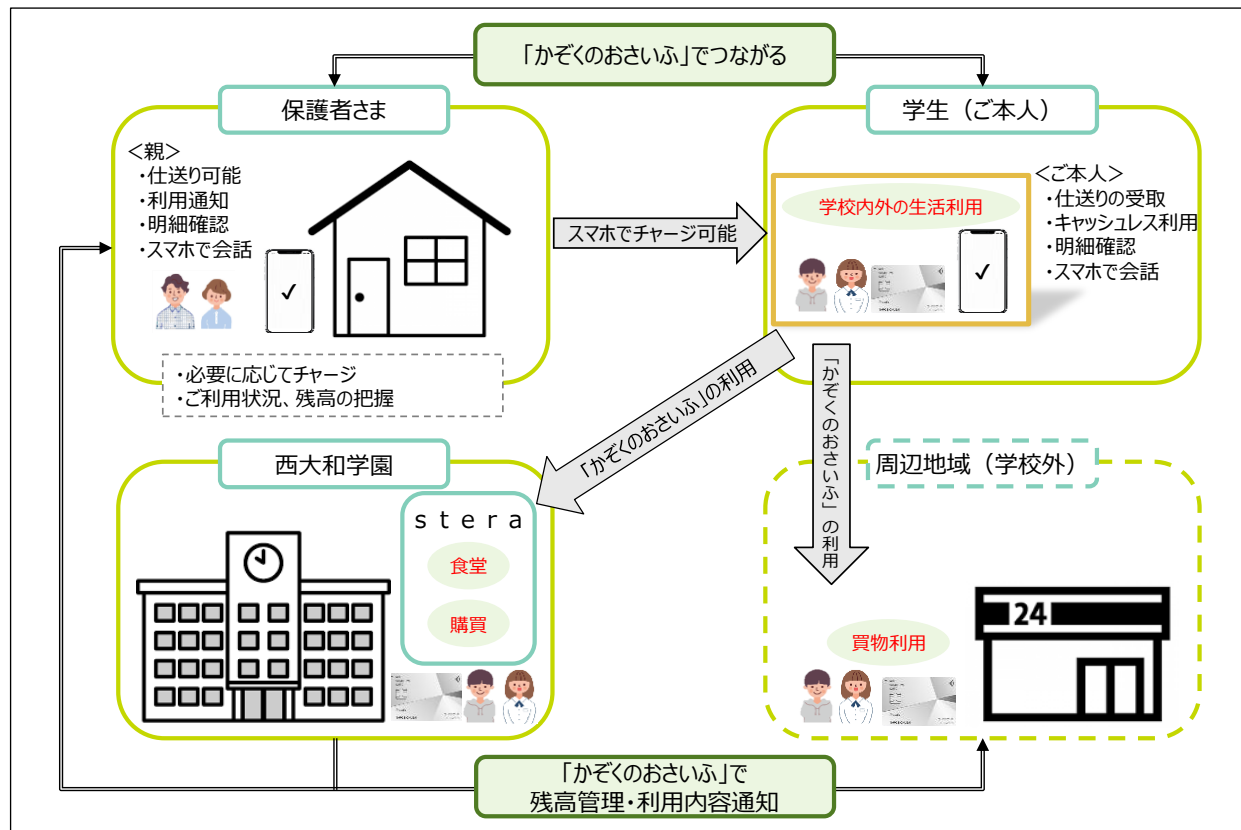 「かぞくのおさいふ」でつながる
保護者さま
学生（ご本人）
＜親＞
・仕送り可能
・利用通知
・明細確認
・スマホで会話
・必要に応じてチャージ
・ご利用状況、残高の把握
スマホでチャージ可能
学校内外の生活利用
＜ご本人＞
・仕送りの受取
・キャッシュレス利用
・明細確認
・スマホで会話
「かぞくのおさいふ」の利用
「かぞくのおさいふ」の利用
西大和学園
ｓｔｅｒａ
食堂
購買
周辺地域（学校外）
24
買物利用
「かぞくのおさいふ」で
残高管理・利用内容通知